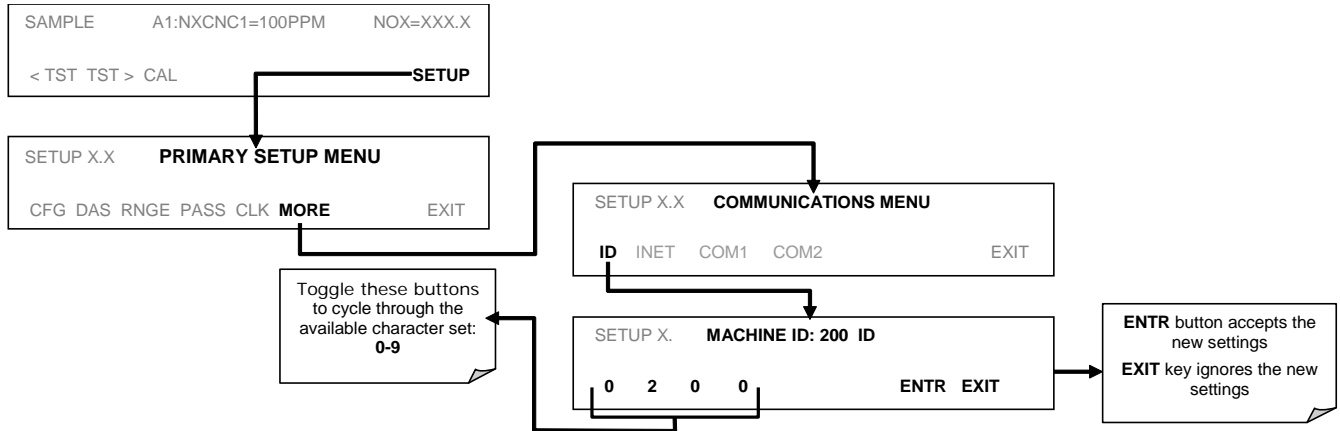 SAMPLE A1:NXCNC1=100PPM NOX=XXX.X
< TST TST > CAL SETUP
SETUP X.X PRIMARY SETUP MENU
CFG DAS RNGE PASS CLK MORE EXIT
SETUP X.X COMMUNICATIONS MENU
ID INET COM1 COM2 EXIT
Toggle these buttons
to cycle through the
available character set:
0-9
SETUP X. MACHINE ID: 200 ID
0 2 0 0 ENTR EXIT
ENTR button accepts the
new settings
EXIT key ignores the new
settings